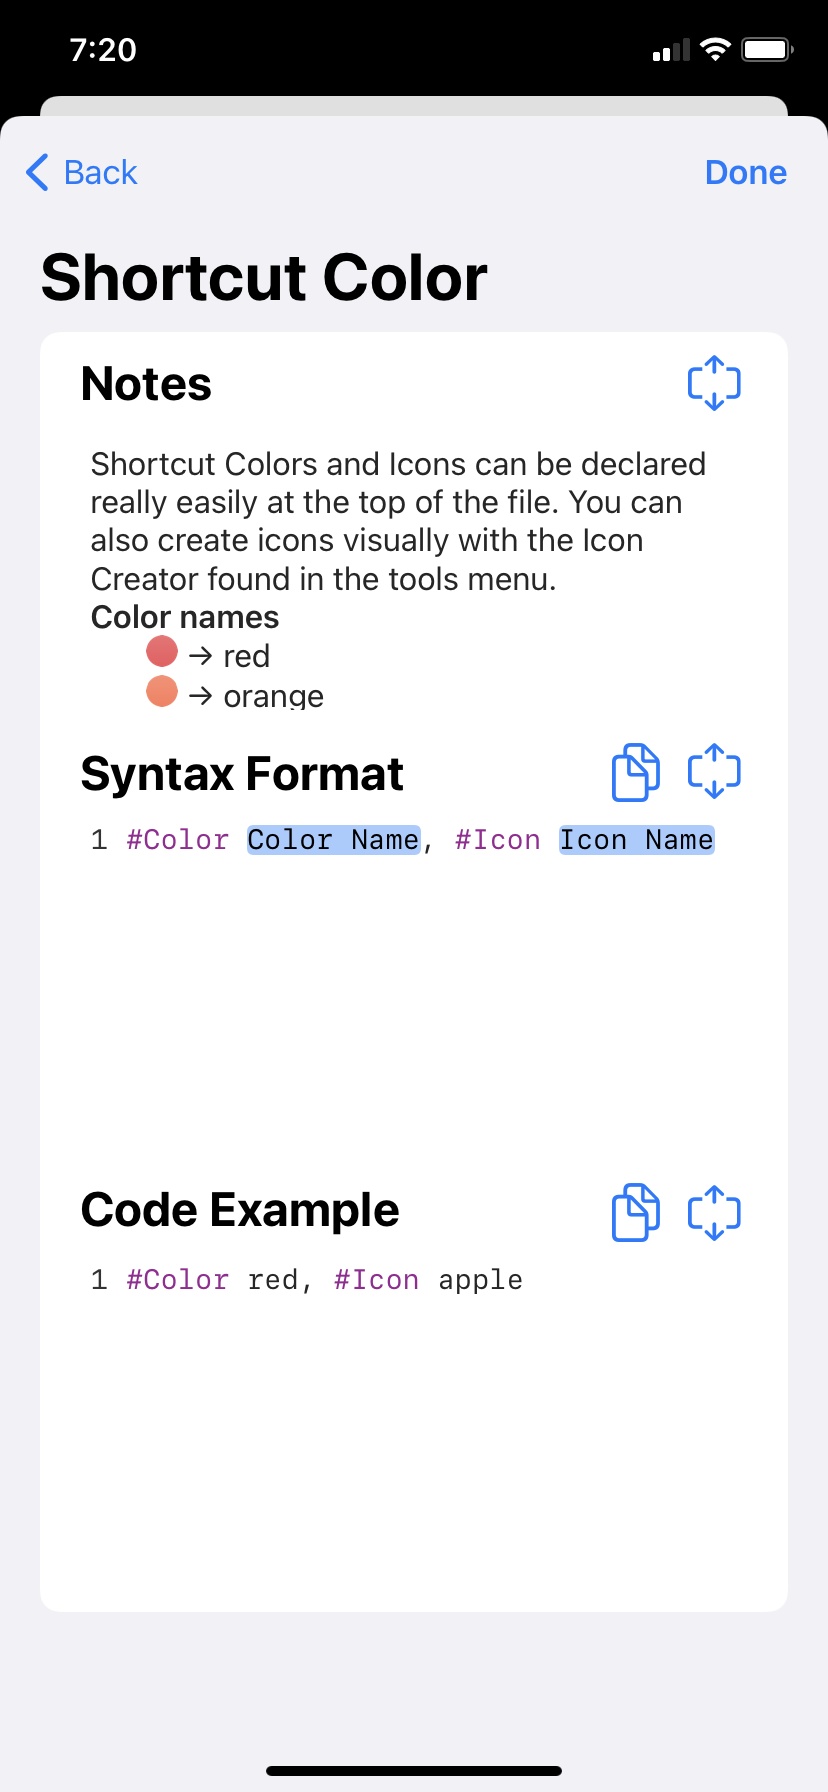 7:20
Back
Done
Shortcut Color
Notes
Shortcut Colors and Icons can be declared
really easily at the top of the file. You can
also create icons visually with the Icon
Creator found in the tools menu.
Color names
→ red
→ orange
Syntax Format
1 #Color Color Name, #Icon Icon Name
Code Example
1 #Color red, #Icon apple